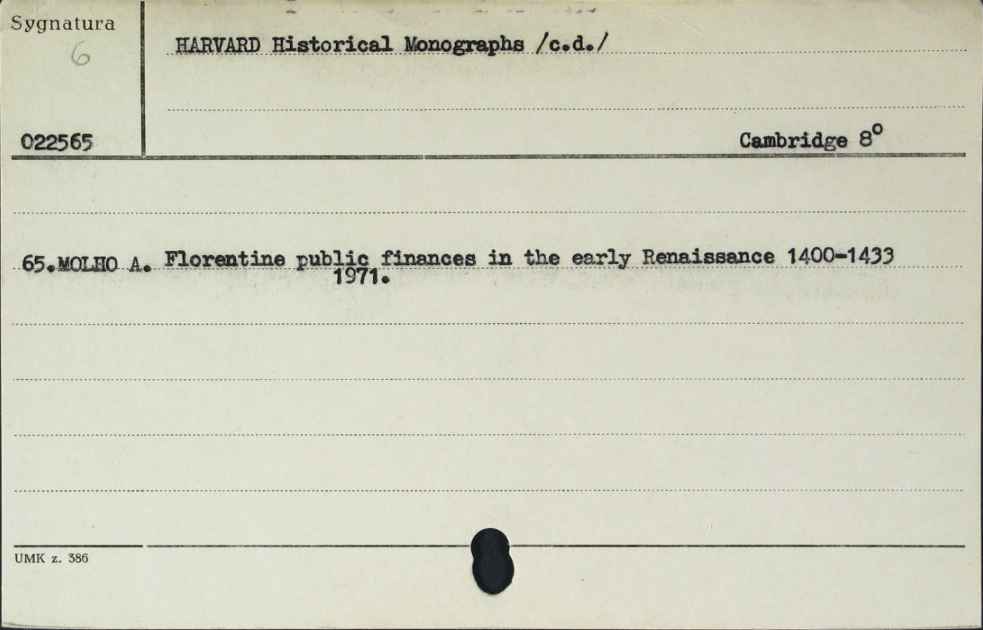 Sygnatura
6
HARVARD Historical Monographs /c.d./
022565
Cambridge 8⁰
65.MOLHO A. Florentine public finances in the early Renaissance 1400-1433
1971.
UMK z. 386